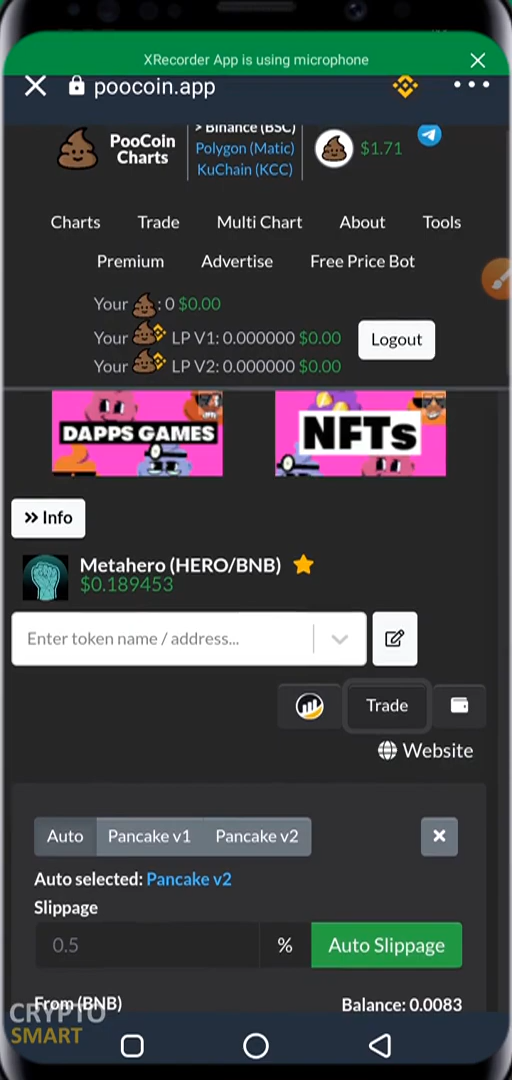 XRecorder App is using microphone
poocoin.app
PooCoin
Charts
> Binance (BSC)
Polygon (Matic)
KuChain (KCC)
$1.71
Charts
Trade
Multi Chart
About
Tools
Premium
Advertise
Free Price Bot
Your : 0 $0.00
Your LP V1: 0.000000 $0.00
Your LP V2: 0.000000 $0.00
Logout
DAPPS GAMES
NFTs
» Info
Metahero (HERO/BNB)
$0.189453
Enter token name / address...
Trade
Website
Auto
Pancake v1
Pancake v2
Auto selected: Pancake v2
Slippage
0.5
%
Auto Slippage
From (BNB)
Balance: 0.0083
CRYPTO
SMART